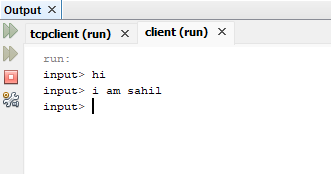 Output ×
tcpclient (run) × client (run) ×
run:
input> hi
input> i am sahil
input>